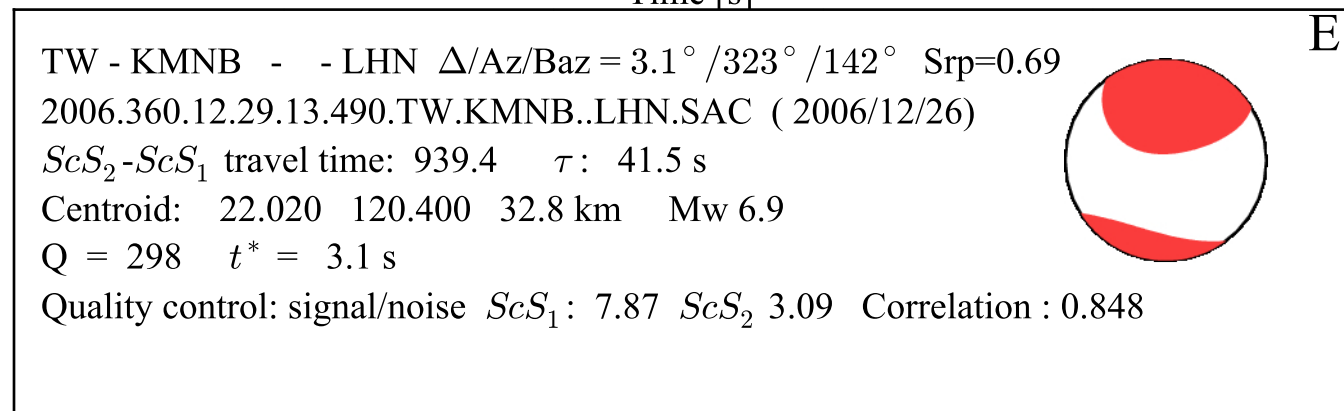 Time [s]
E
TW - KMNB - - LHN Δ/Az/Baz = 3.1°/323°/142° Srp=0.69
2006.360.12.29.13.490.TW.KMNB..LHN.SAC ( 2006/12/26)
ScS₂-ScS₁ travel time: 939.4 τ: 41.5 s
Centroid: 22.020 120.400 32.8 km Mw 6.9
Q = 298 t* = 3.1 s
Quality control: signal/noise ScS₁: 7.87 ScS₂ 3.09 Correlation : 0.848